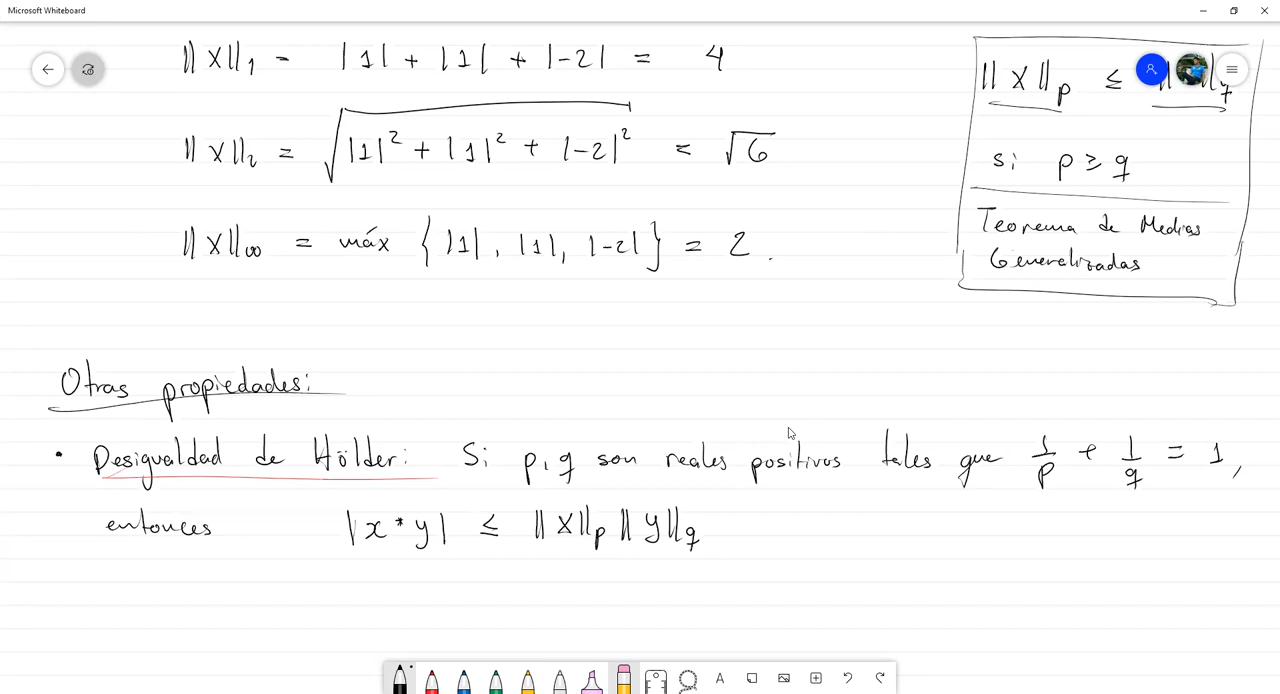 Microsoft Whiteboard
‖x‖₁ = |1| + |1| + |-2| = 4
‖x‖₂ = √(|1|² + |1|² + |-2|²) = √6
‖x‖∞ = máx { |1|, |1|, |-2| } = 2.
‖x‖p ≤ ‖ ‖q
si p ≥ q
Teorema de Medias
Generalizadas
Otras propiedades:
• Desigualdad de Hölder: Si p, q son reales positivos tales que 1/p + 1/q = 1,
entonces |x*y| ≤ ‖x‖p ‖y‖q
A